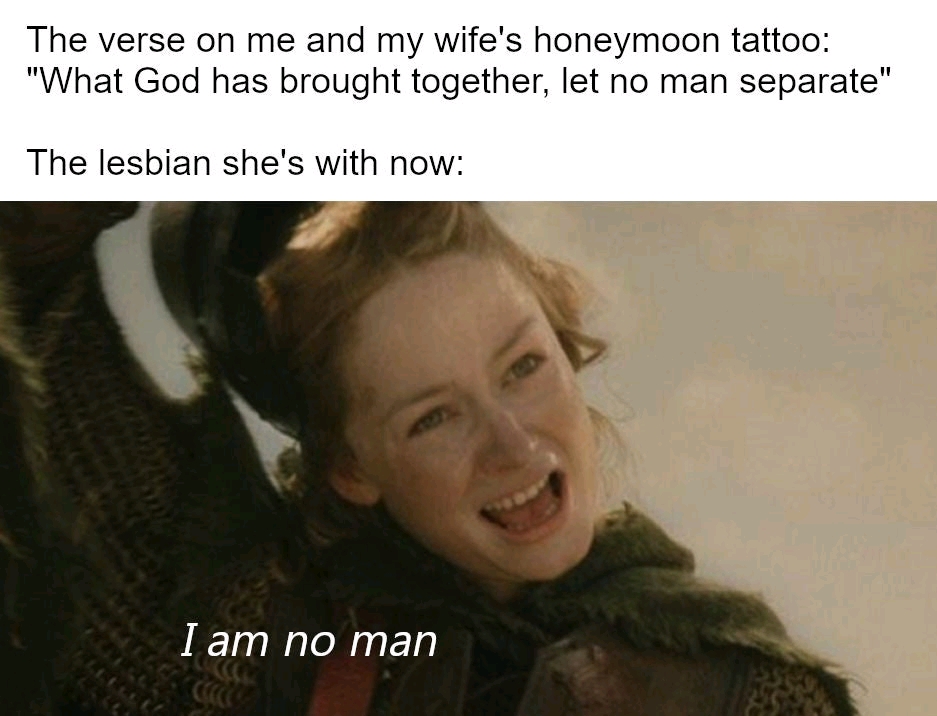 The verse on me and my wife's honeymoon tattoo:
"What God has brought together, let no man separate"
The lesbian she's with now:
I am no man